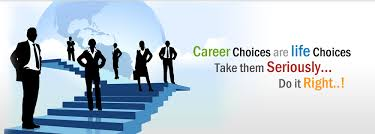 Career Choices are life Choices
Take them Seriously...
Do it Right..!